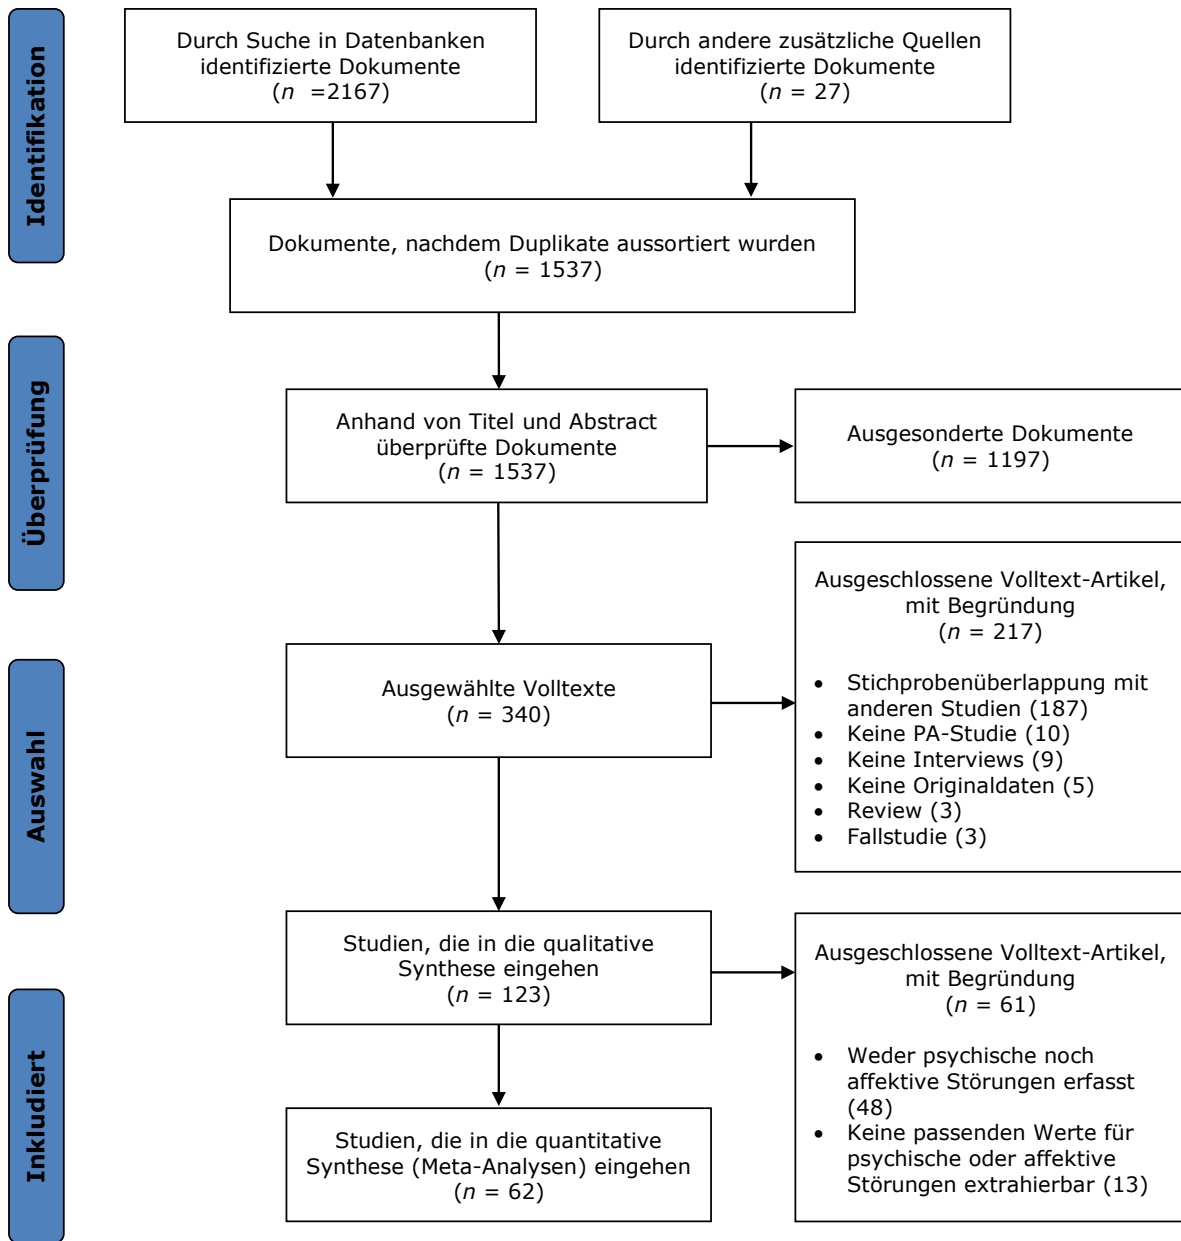 Identifikation
Durch Suche in Datenbanken
identifizierte Dokumente
(n =2167)
Durch andere zusätzliche Quellen
identifizierte Dokumente
(n = 27)
Dokumente, nachdem Duplikate aussortiert wurden
(n = 1537)
Überprüfung
Anhand von Titel und Abstract
überprüfte Dokumente
(n = 1537)
Ausgesonderte Dokumente
(n = 1197)
Auswahl
Ausgewählte Volltexte
(n = 340)
Ausgeschlossene Volltext-Artikel,
mit Begründung
(n = 217)
• Stichprobenüberlappung mit
anderen Studien (187)
• Keine PA-Studie (10)
• Keine Interviews (9)
• Keine Originaldaten (5)
• Review (3)
• Fallstudie (3)
Inkludiert
Studien, die in die qualitative
Synthese eingehen
(n = 123)
Ausgeschlossene Volltext-Artikel,
mit Begründung
(n = 61)
• Weder psychische noch
affektive Störungen erfasst
(48)
• Keine passenden Werte für
psychische oder affektive
Störungen extrahierbar (13)
Studien, die in die quantitative
Synthese (Meta-Analysen) eingehen
(n = 62)